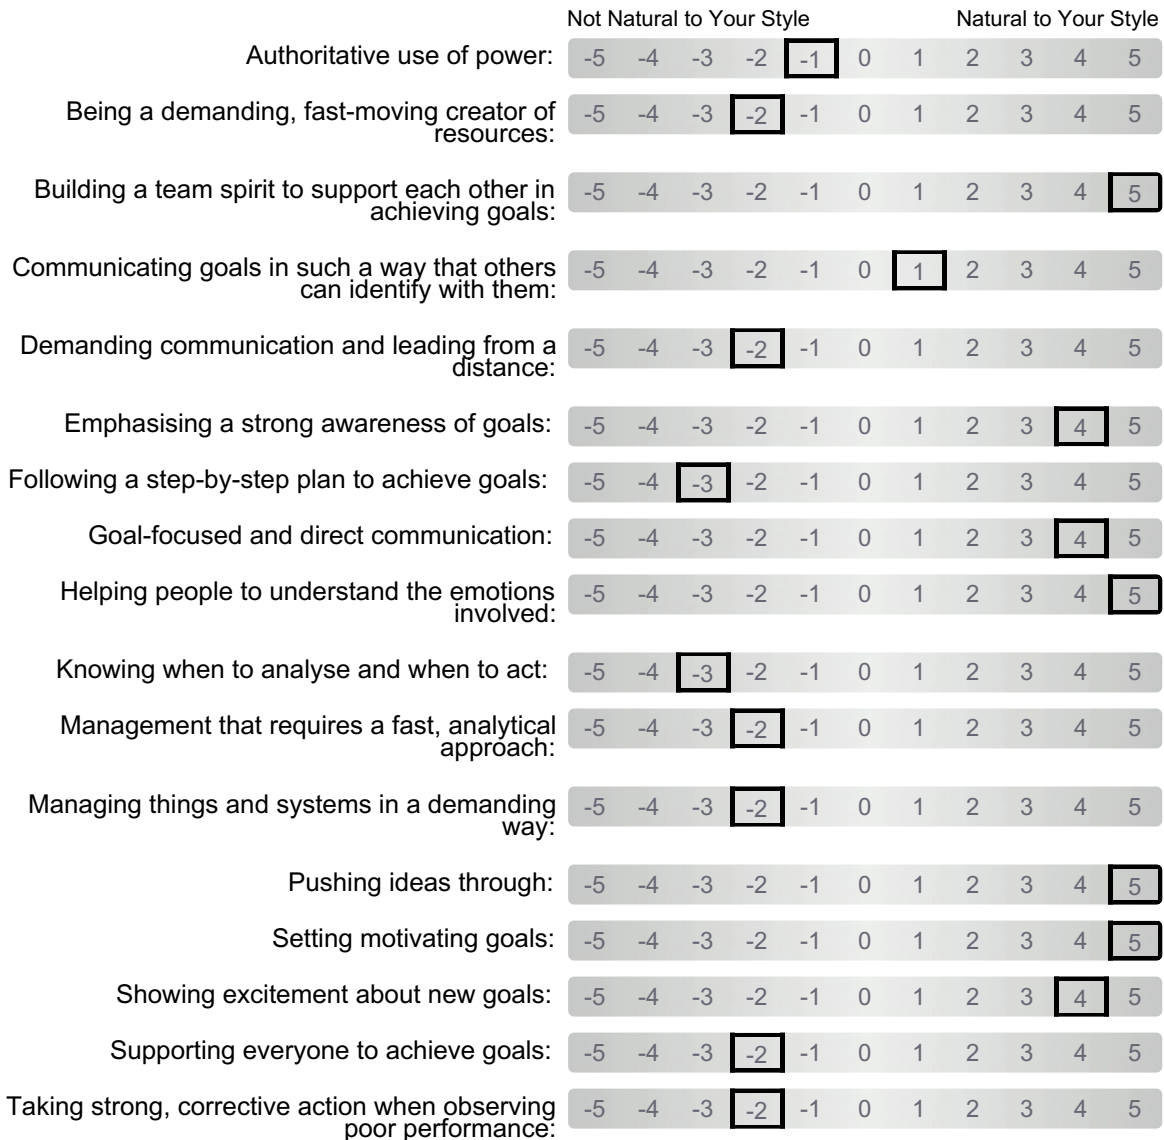 Not Natural to Your Style Natural to Your Style
Authoritative use of power: -5 -4 -3 -2 -1 0 1 2 3 4 5
Being a demanding, fast-moving creator of
resources: -5 -4 -3 -2 -1 0 1 2 3 4 5
Building a team spirit to support each other in
achieving goals: -5 -4 -3 -2 -1 0 1 2 3 4 5
Communicating goals in such a way that others
can identify with them: -5 -4 -3 -2 -1 0 1 2 3 4 5
Demanding communication and leading from a
distance: -5 -4 -3 -2 -1 0 1 2 3 4 5
Emphasising a strong awareness of goals: -5 -4 -3 -2 -1 0 1 2 3 4 5
Following a step-by-step plan to achieve goals: -5 -4 -3 -2 -1 0 1 2 3 4 5
Goal-focused and direct communication: -5 -4 -3 -2 -1 0 1 2 3 4 5
Helping people to understand the emotions
involved: -5 -4 -3 -2 -1 0 1 2 3 4 5
Knowing when to analyse and when to act: -5 -4 -3 -2 -1 0 1 2 3 4 5
Management that requires a fast, analytical
approach: -5 -4 -3 -2 -1 0 1 2 3 4 5
Managing things and systems in a demanding
way: -5 -4 -3 -2 -1 0 1 2 3 4 5
Pushing ideas through: -5 -4 -3 -2 -1 0 1 2 3 4 5
Setting motivating goals: -5 -4 -3 -2 -1 0 1 2 3 4 5
Showing excitement about new goals: -5 -4 -3 -2 -1 0 1 2 3 4 5
Supporting everyone to achieve goals: -5 -4 -3 -2 -1 0 1 2 3 4 5
Taking strong, corrective action when observing
poor performance: -5 -4 -3 -2 -1 0 1 2 3 4 5